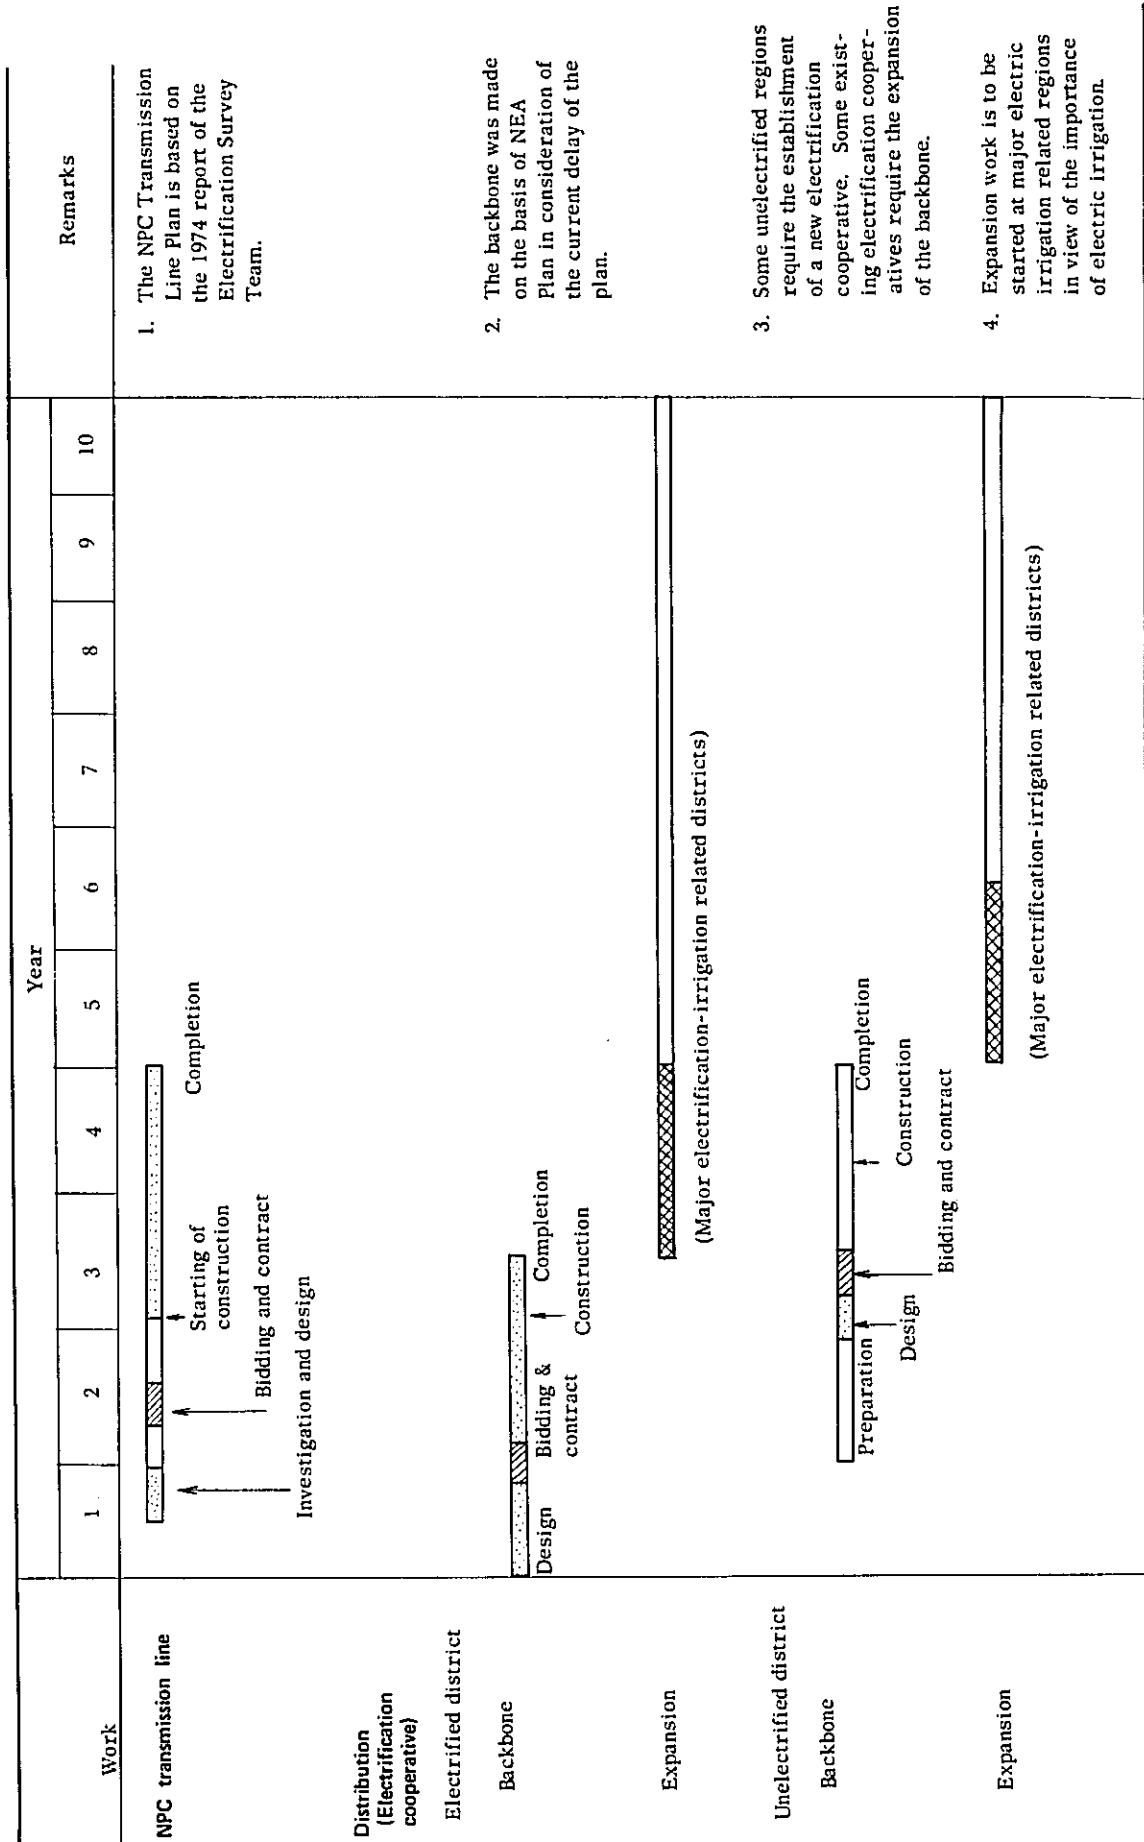 Work
Year
Remarks
1 2 3 4 5 6 7 8 9 10
NPC transmission line
Investigation and design
Bidding and contract
Starting of
construction
Completion
1. The NPC Transmission
Line Plan is based on
the 1974 report of the
Electrification Survey
Team.
Distribution
(Electrification
cooperative)
Electrified district
Backbone
Design
Bidding &
contract
Construction
Completion
2. The backbone was made
on the basis of NEA
Plan in consideration of
the current delay of the
plan.
Expansion
(Major electrification-irrigation related districts)
Unelectrified district
Backbone
Preparation
Design
Bidding and contract
Construction
Completion
3. Some unelectrified regions
require the establishment
of a new electrification
cooperative. Some exist-
ing electrification cooper-
atives require the expansion
of the backbone.
Expansion
(Major electrification-irrigation related districts)
4. Expansion work is to be
started at major electric
irrigation related regions
in view of the importance
of electric irrigation.